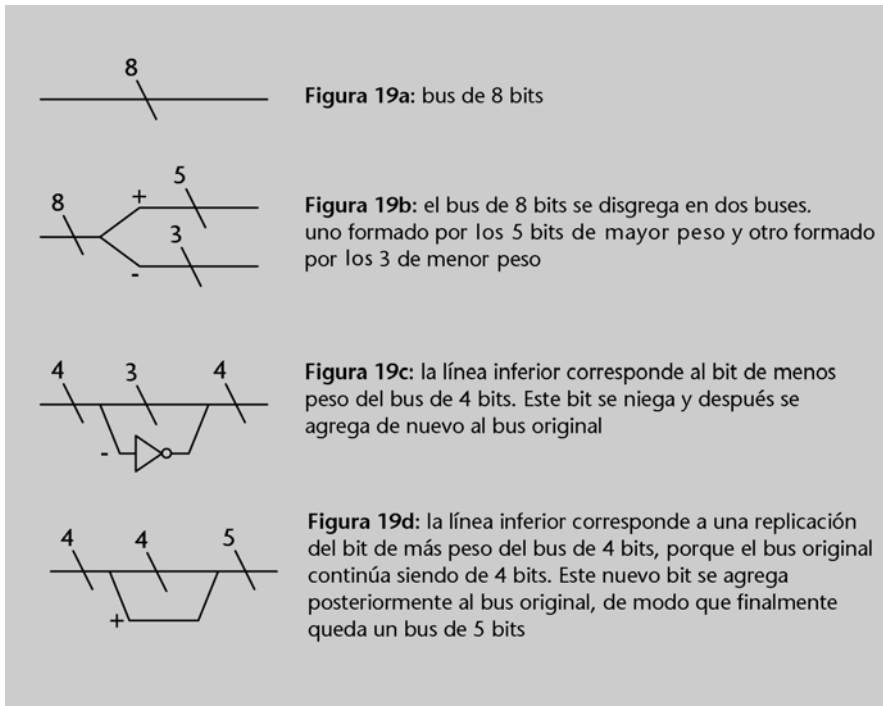 8
Figura 19a: bus de 8 bits
8
+
5
3
-
Figura 19b: el bus de 8 bits se disgrega en dos buses.
uno formado por los 5 bits de mayor peso y otro formado
por los 3 de menor peso
4
3
4
-
Figura 19c: la línea inferior corresponde al bit de menos
peso del bus de 4 bits. Este bit se niega y después se
agrega de nuevo al bus original
4
4
5
+
Figura 19d: la línea inferior corresponde a una replicación
del bit de más peso del bus de 4 bits, porque el bus original
continúa siendo de 4 bits. Este nuevo bit se agrega
posteriormente al bus original, de modo que finalmente
queda un bus de 5 bits